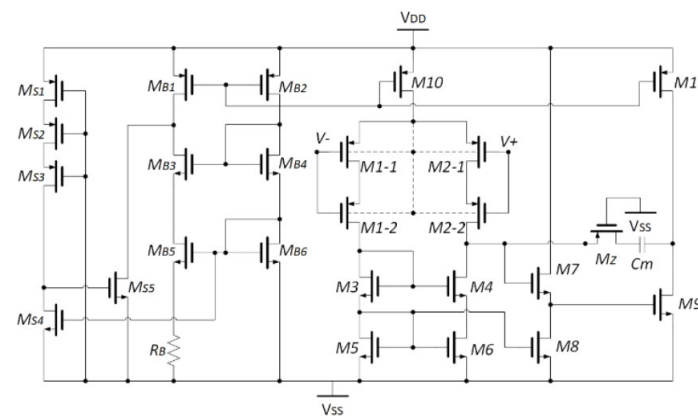 VDD
MS1
MB1
MB2
M10
M1
MS2
V-
V+
MS3
MB3
MB4
M1-1
M2-1
M1-2
M2-2
VSS
MB5
MB6
MZ
Cm
M7
MS5
M3
M4
M9
MS4
RB
M5
M6
M8
VSS